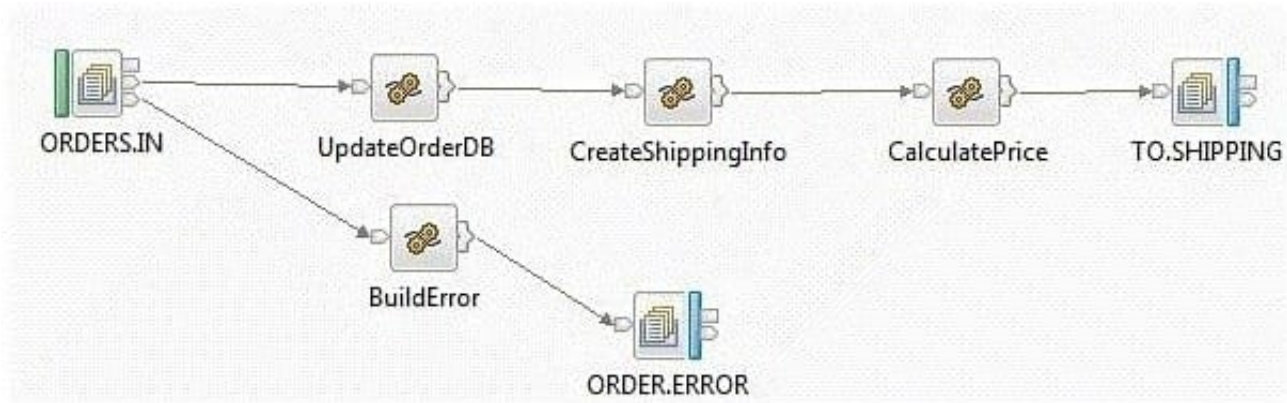 ORDERS.IN
UpdateOrderDB
CreateShippingInfo
CalculatePrice
TO.SHIPPING
BuildError
ORDER.ERROR